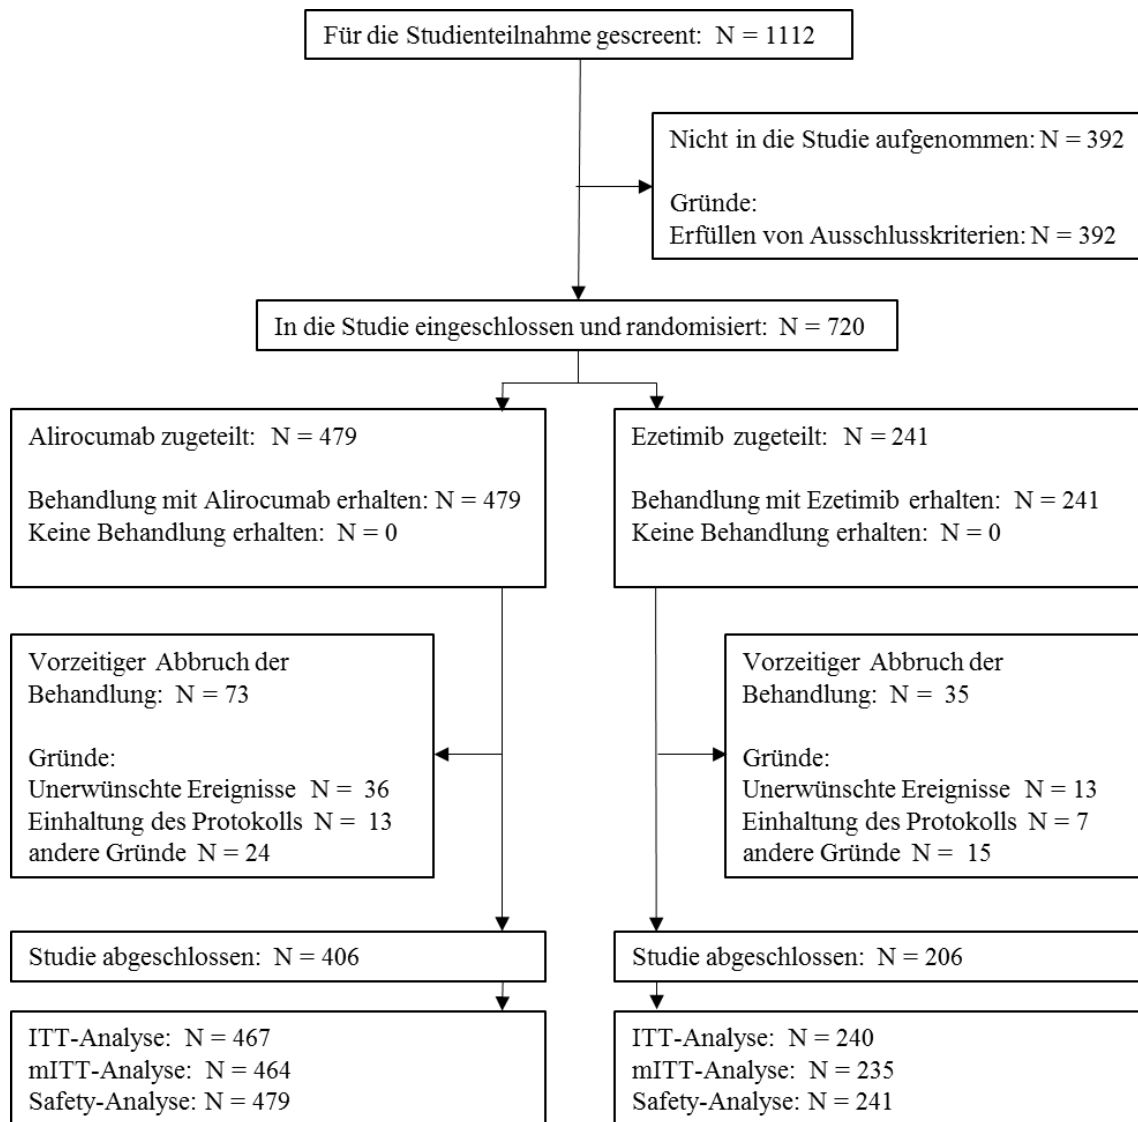 Für die Studienteilnahme gescreent: N = 1112
Nicht in die Studie aufgenommen: N = 392
Gründe:
Erfüllen von Ausschlusskriterien: N = 392
In die Studie eingeschlossen und randomisiert: N = 720
Alirocumab zugeteilt: N = 479
Behandlung mit Alirocumab erhalten: N = 479
Keine Behandlung erhalten: N = 0
Ezetimib zugeteilt: N = 241
Behandlung mit Ezetimib erhalten: N = 241
Keine Behandlung erhalten: N = 0
Vorzeitiger Abbruch der
Behandlung: N = 73
Gründe:
Unerwünschte Ereignisse N = 36
Einhaltung des Protokolls N = 13
andere Gründe N = 24
Vorzeitiger Abbruch der
Behandlung: N = 35
Gründe:
Unerwünschte Ereignisse N = 13
Einhaltung des Protokolls N = 7
andere Gründe N = 15
Studie abgeschlossen: N = 406
Studie abgeschlossen: N = 206
ITT-Analyse: N = 467
mITT-Analyse: N = 464
Safety-Analyse: N = 479
ITT-Analyse: N = 240
mITT-Analyse: N = 235
Safety-Analyse: N = 241